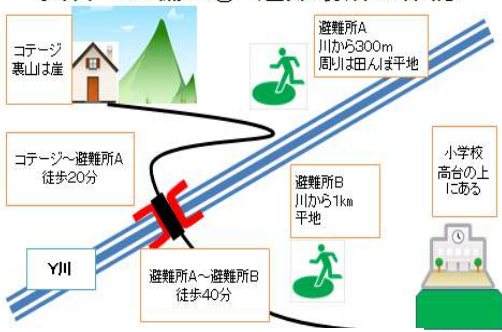 コテージ
裏山は崖
避難所A
川から300m
周りは田んぼ平地
コテージ～避難所A
徒歩20分
避難所B
川から1km
平地
小学校
高台の上
にある
Y川
避難所A～避難所B
徒歩40分